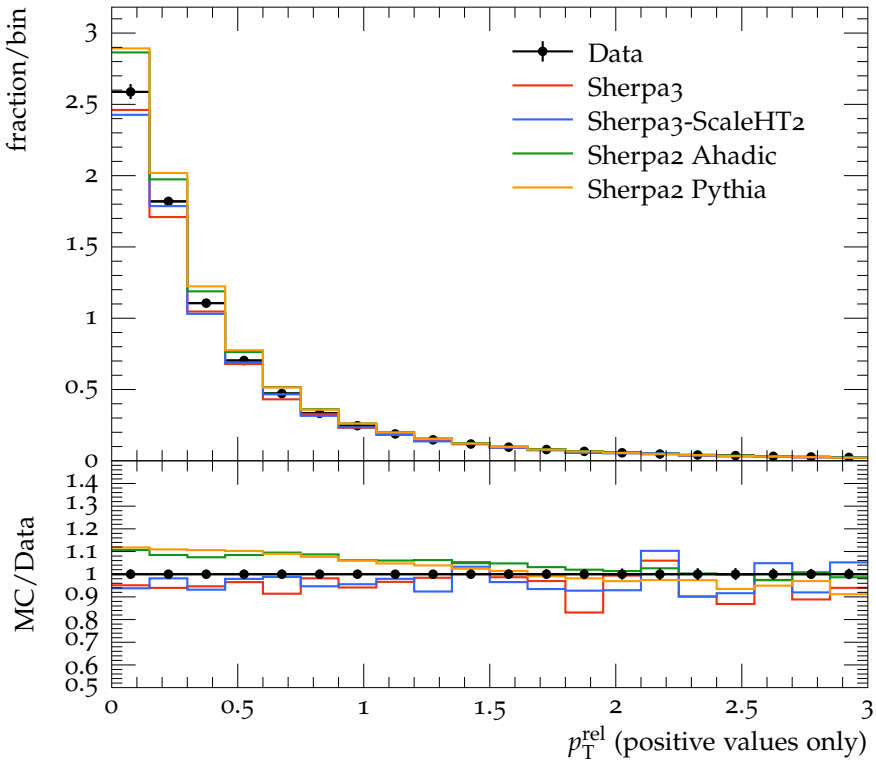 fraction/bin
3
2.5
2
1.5
1
0.5
0
Data
Sherpa3
Sherpa3-ScaleHT2
Sherpa2 Ahadic
Sherpa2 Pythia
MC/Data
1.4
1.3
1.2
1.1
1
0.9
0.8
0.7
0.6
0.5
0 0.5 1 1.5 2 2.5 3
p_T^rel (positive values only)